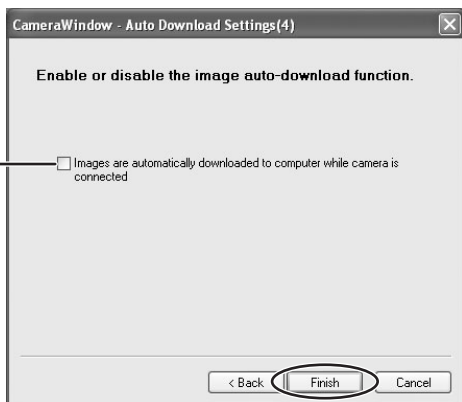 CameraWindow - Auto Download Settings(4)
Enable or disable the image auto-download function.
Images are automatically downloaded to computer while camera is
connected
< Back
Finish
Cancel